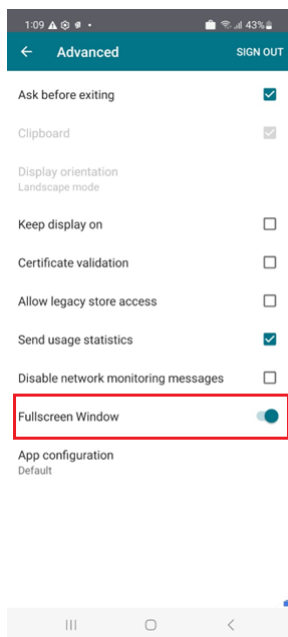 1:09 43%
Advanced SIGN OUT
Ask before exiting
Clipboard
Display orientation
Landscape mode
Keep display on
Certificate validation
Allow legacy store access
Send usage statistics
Disable network monitoring messages
Fullscreen Window
App configuration
Default